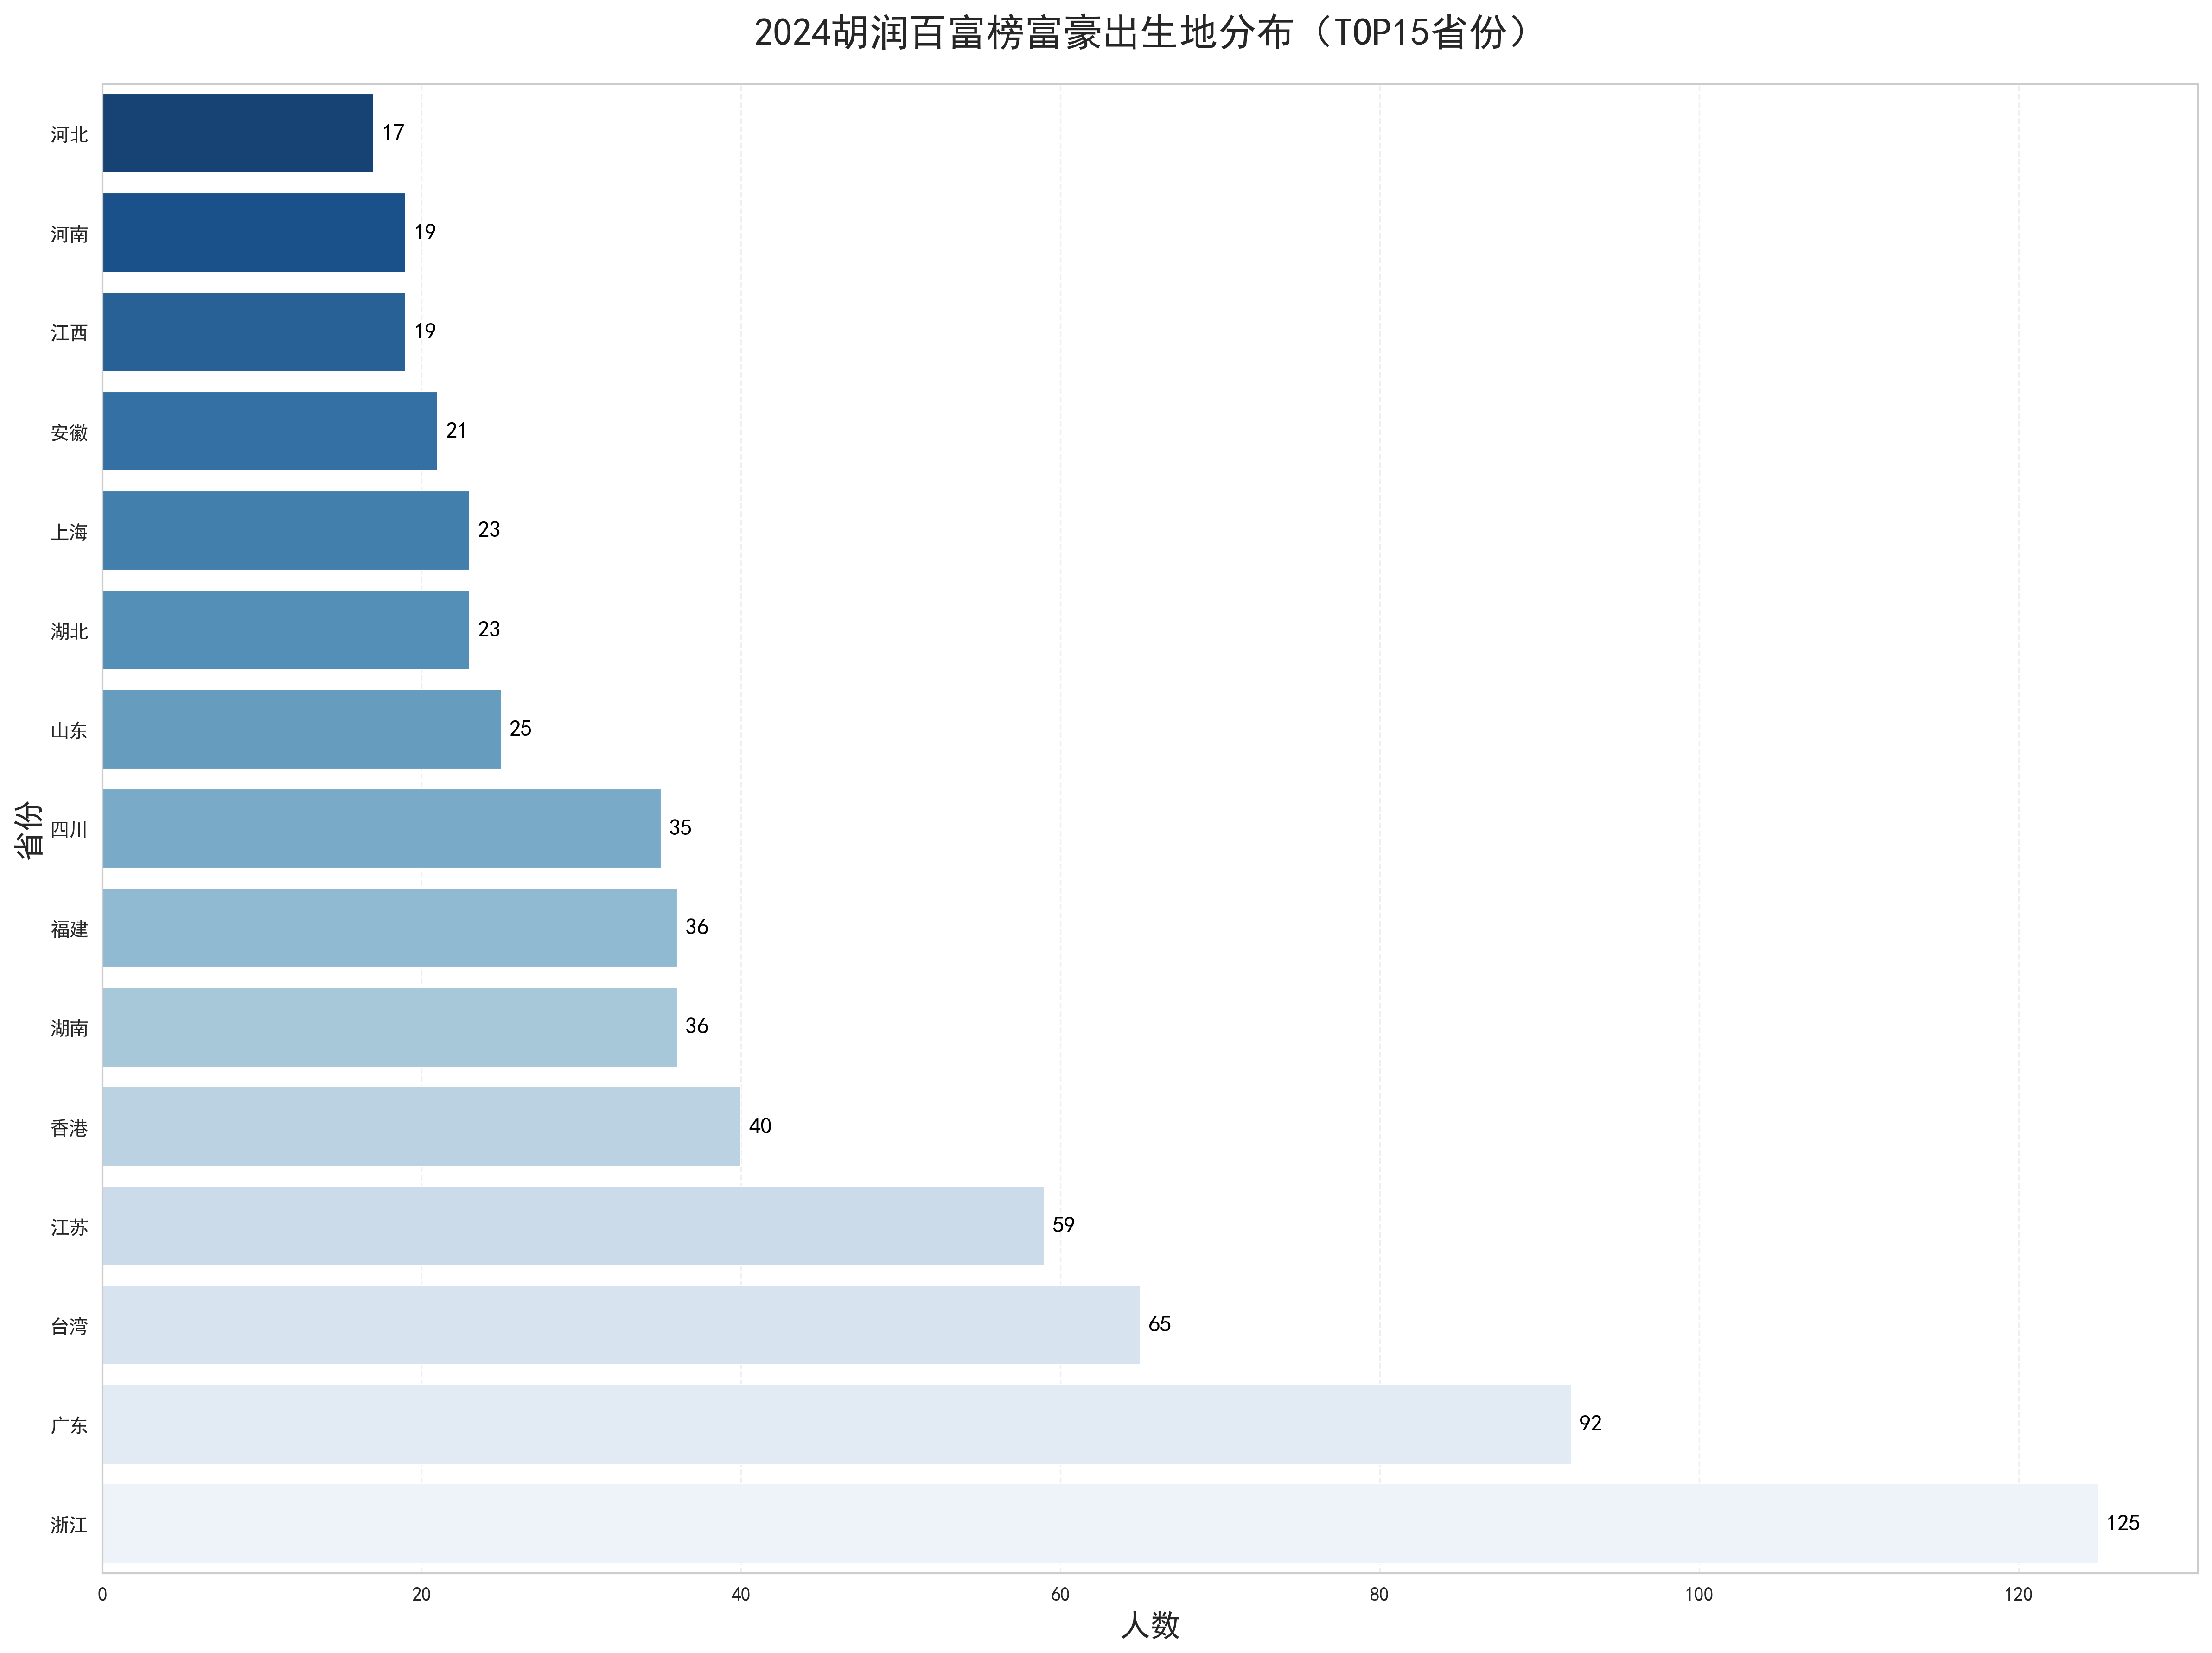 2024胡润百富榜富豪出生地分布（TOP15省份）
河北 17
河南 19
江西 19
安徽 21
上海 23
湖北 23
山东 25
四川 35
福建 36
湖南 36
香港 40
江苏 59
台湾 65
广东 92
浙江 125
省份
0 20 40 60 80 100 120
人数